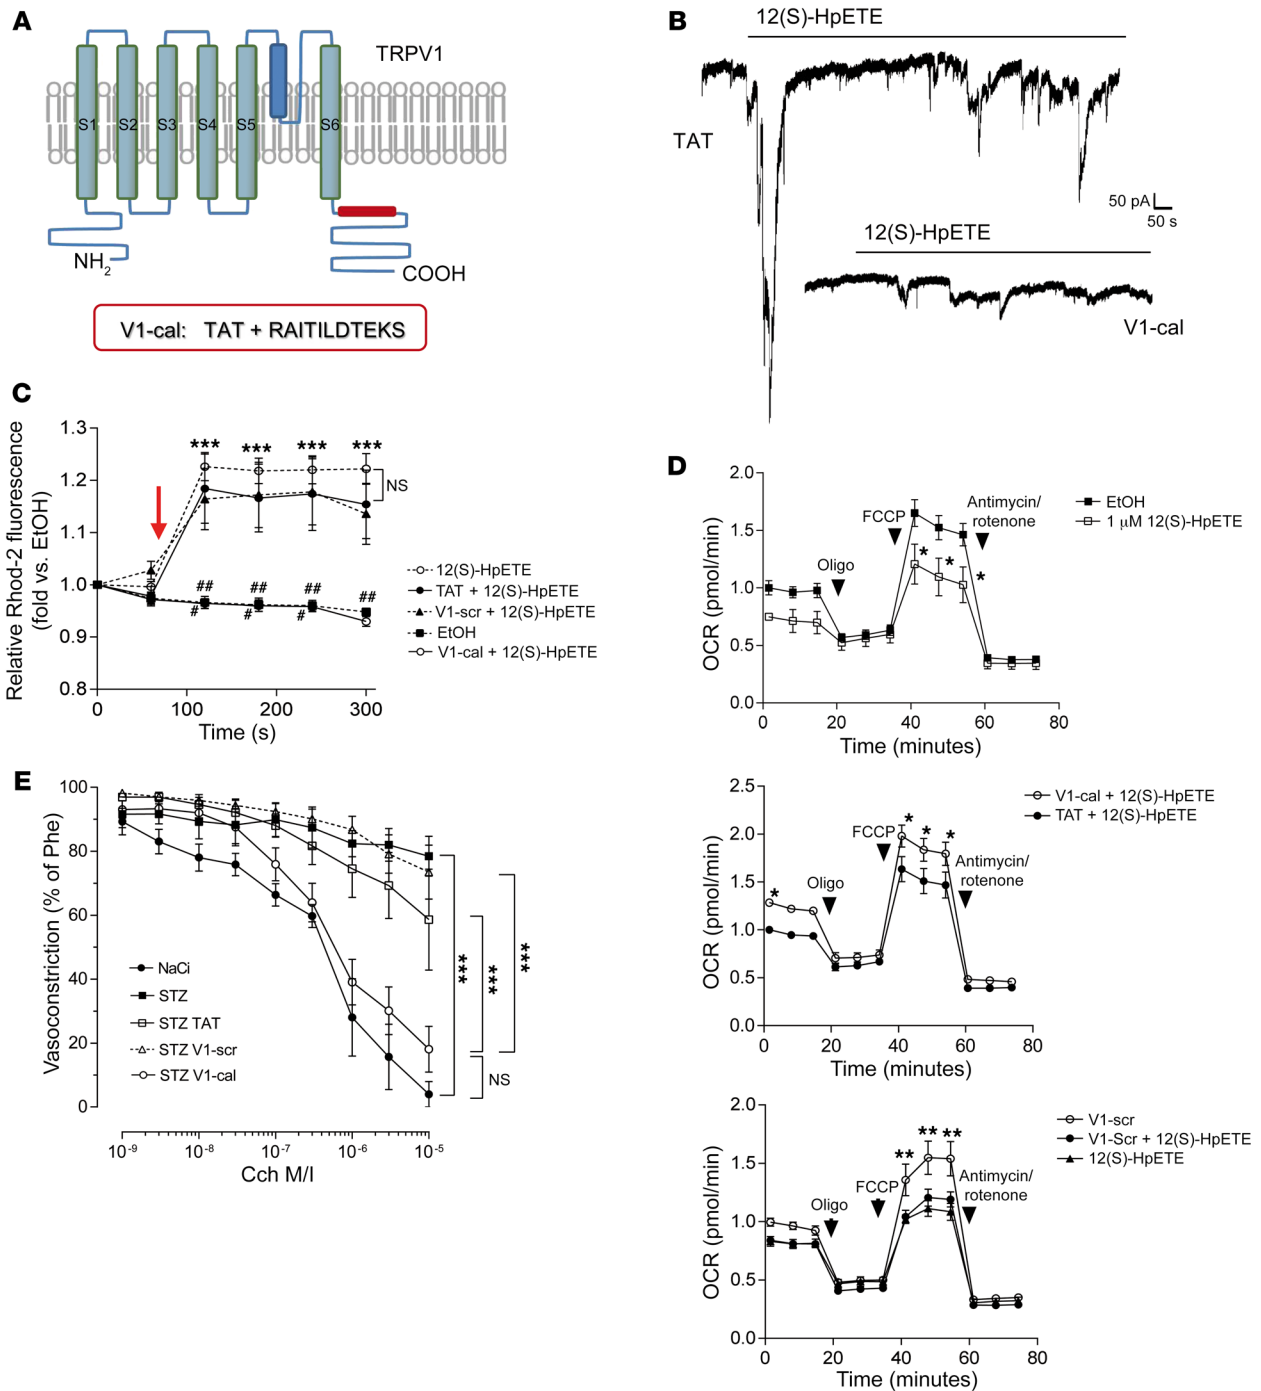 A
TRPV1
S1 S2 S3 S4 S5 S6
NH2
COOH
V1-cal: TAT + RAITILDTEKS
B
12(S)-HpETE
TAT
50 pA
50 s
12(S)-HpETE
V1-cal
C
Relative Rhod-2 fluorescence
(fold vs. EtOH)
1.3
1.2
1.1
1.0
0.9
0.8
*** *** *** ***
NS
## ## ## ##
# # #
0 100 200 300
Time (s)
12(S)-HpETE
TAT + 12(S)-HpETE
V1-scr + 12(S)-HpETE
EtOH
V1-cal + 12(S)-HpETE
D
OCR (pmol/min)
2.0
1.5
1.0
0.5
0.0
Oligo
FCCP
Antimycin/
rotenone
* * *
0 20 40 60 80
Time (minutes)
EtOH
1 μM 12(S)-HpETE
OCR (pmol/min)
2.5
2.0
1.5
1.0
0.5
0.0
*
Oligo
FCCP
* * *
Antimycin/
rotenone
0 20 40 60 80
Time (minutes)
V1-cal + 12(S)-HpETE
TAT + 12(S)-HpETE
OCR (pmol/min)
2.0
1.5
1.0
0.5
0.0
Oligo
FCCP
** ** **
Antimycin/
rotenone
0 20 40 60 80
Time (minutes)
V1-scr
V1-Scr + 12(S)-HpETE
12(S)-HpETE
E
Vasoconstriction (% of Phe)
100
80
60
40
20
0
NaCi
STZ
STZ TAT
STZ V1-scr
STZ V1-cal
***
***
***
NS
10-9 10-8 10-7 10-6 10-5
Cch M/l